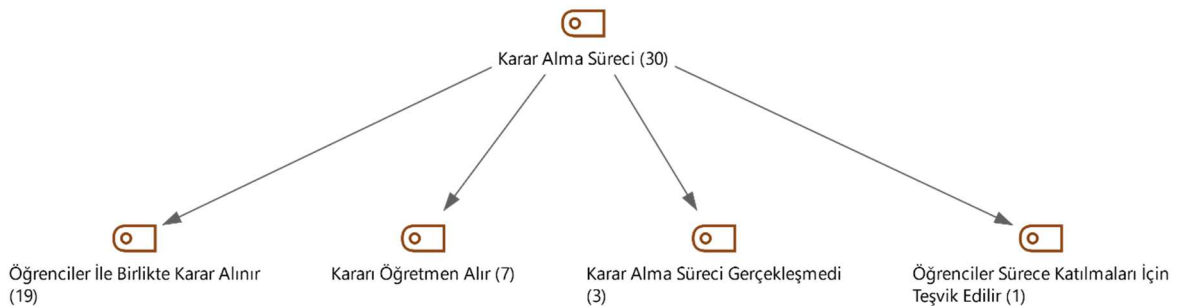 Karar Alma Süreci (30)
Öğrenciler İle Birlikte Karar Alınır
(19)
Kararı Öğretmen Alır (7)
Karar Alma Süreci Gerçekleşmedi
(3)
Öğrenciler Sürece Katılmaları İçin
Teşvik Edilir (1)